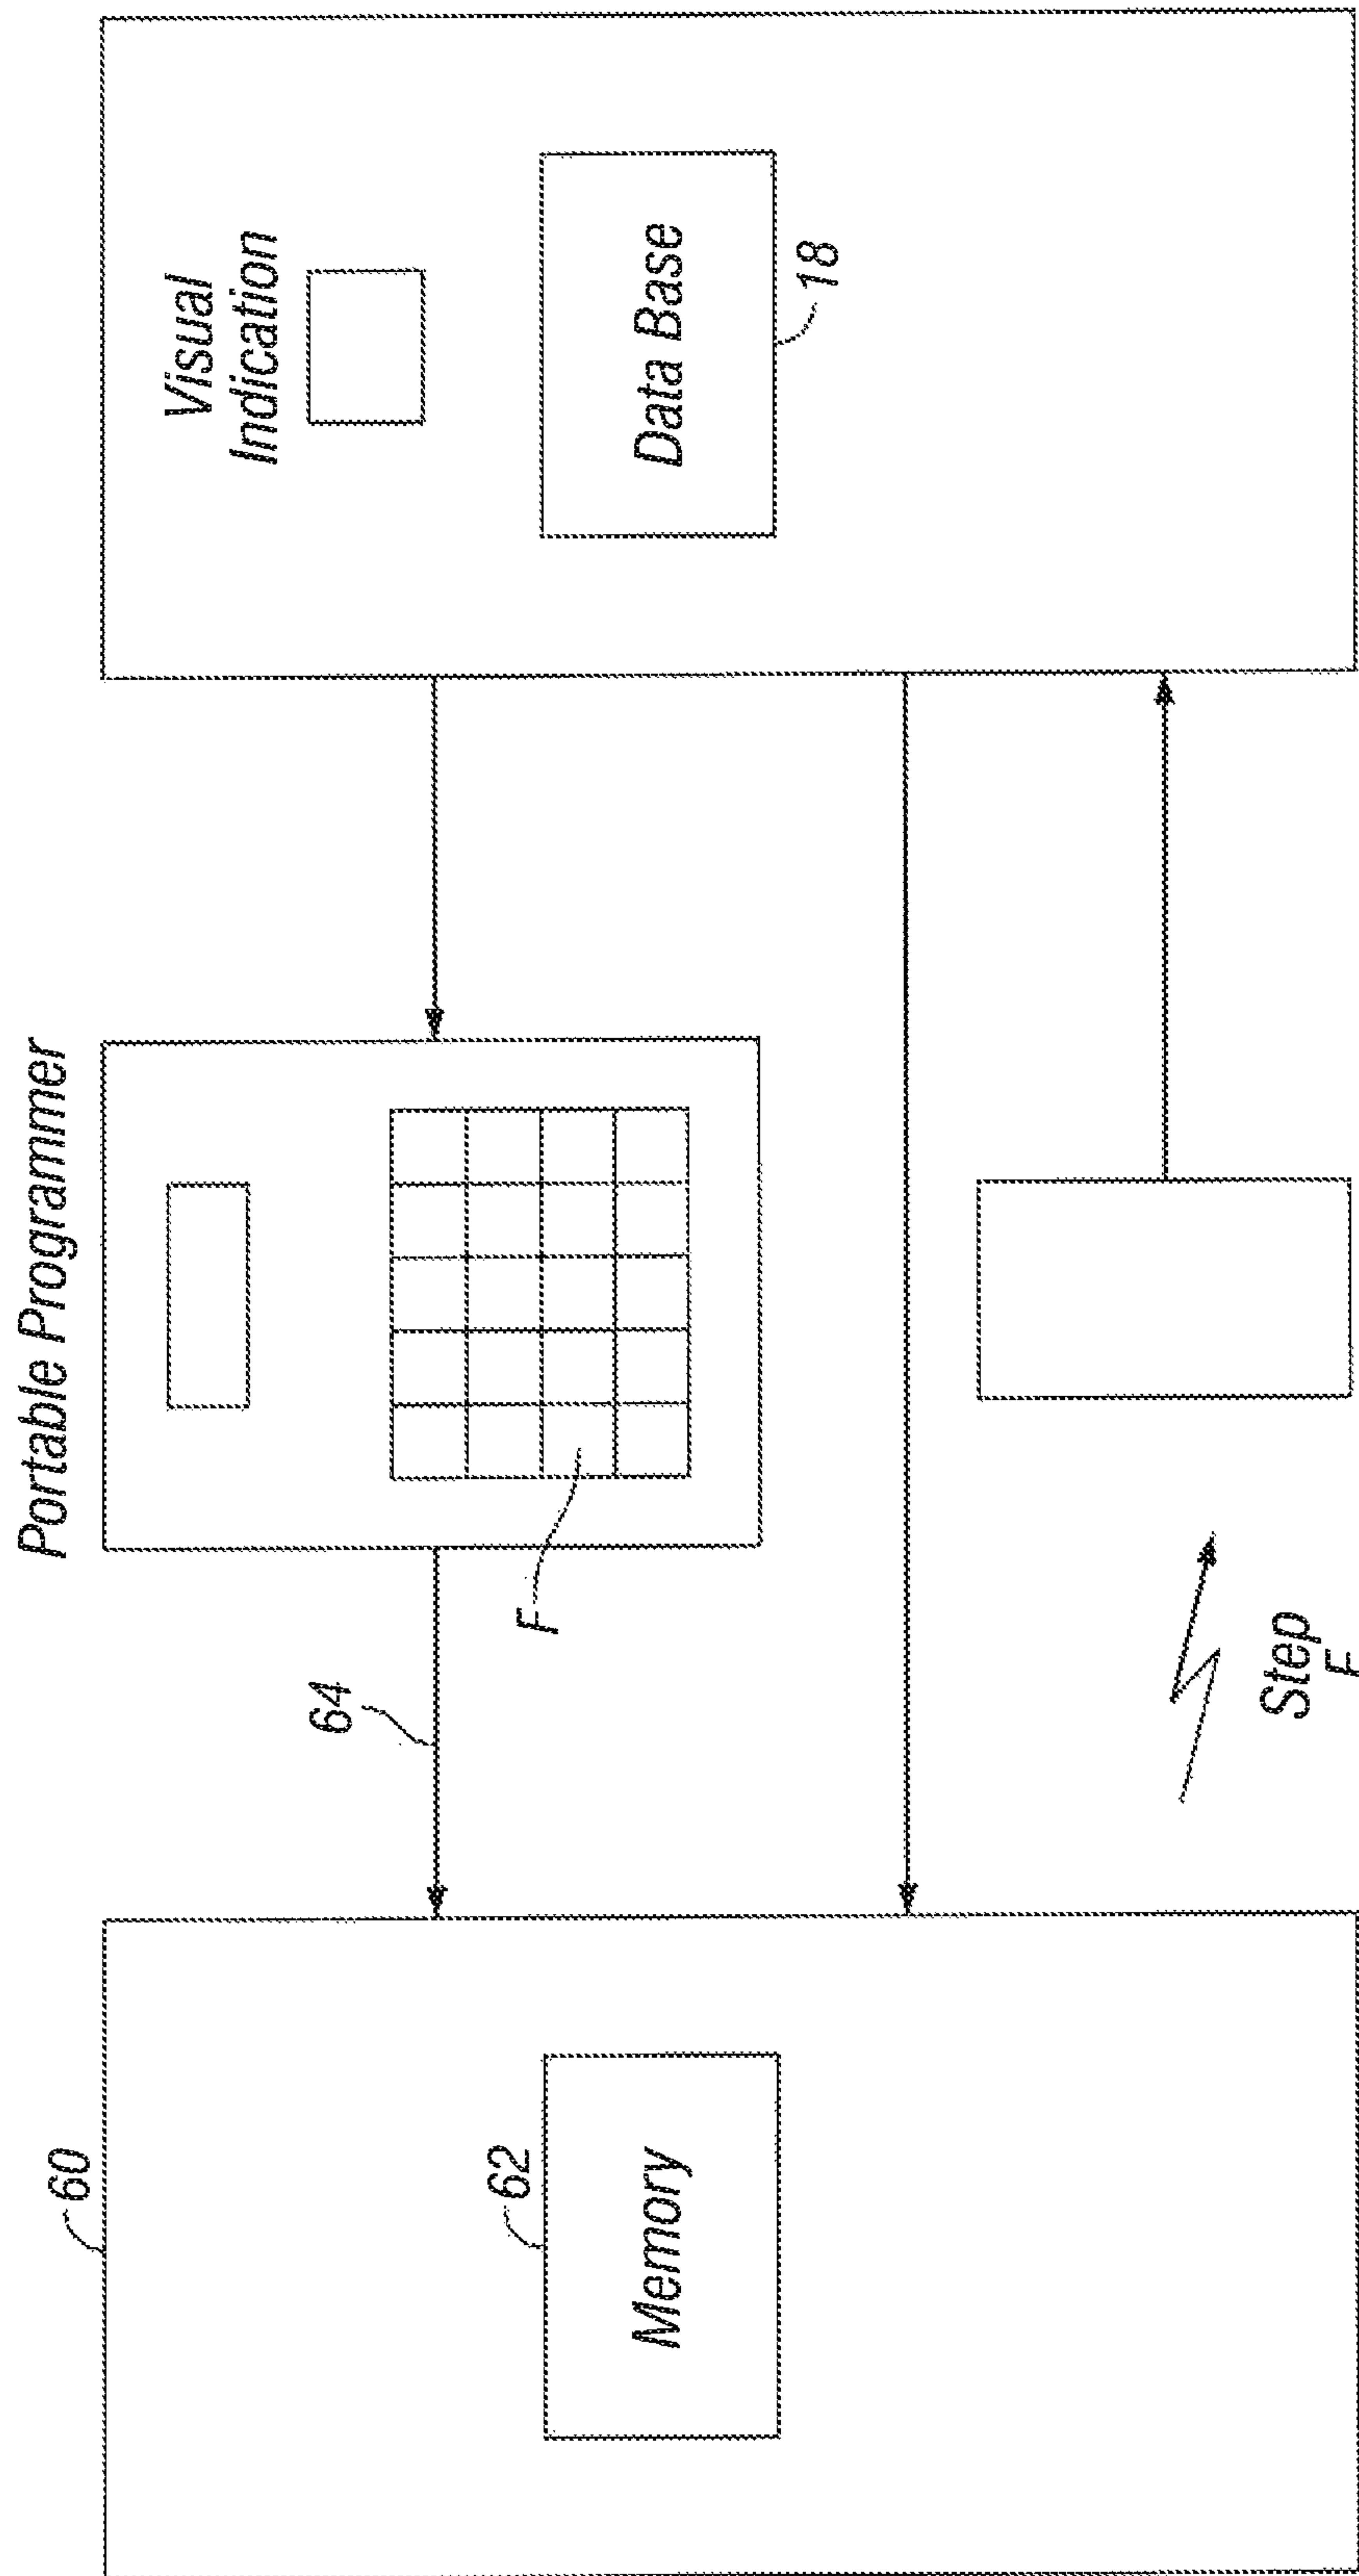 Portable Programmer
60
Visual
Indication
64
62
Memory
F
Data Base
18
Step